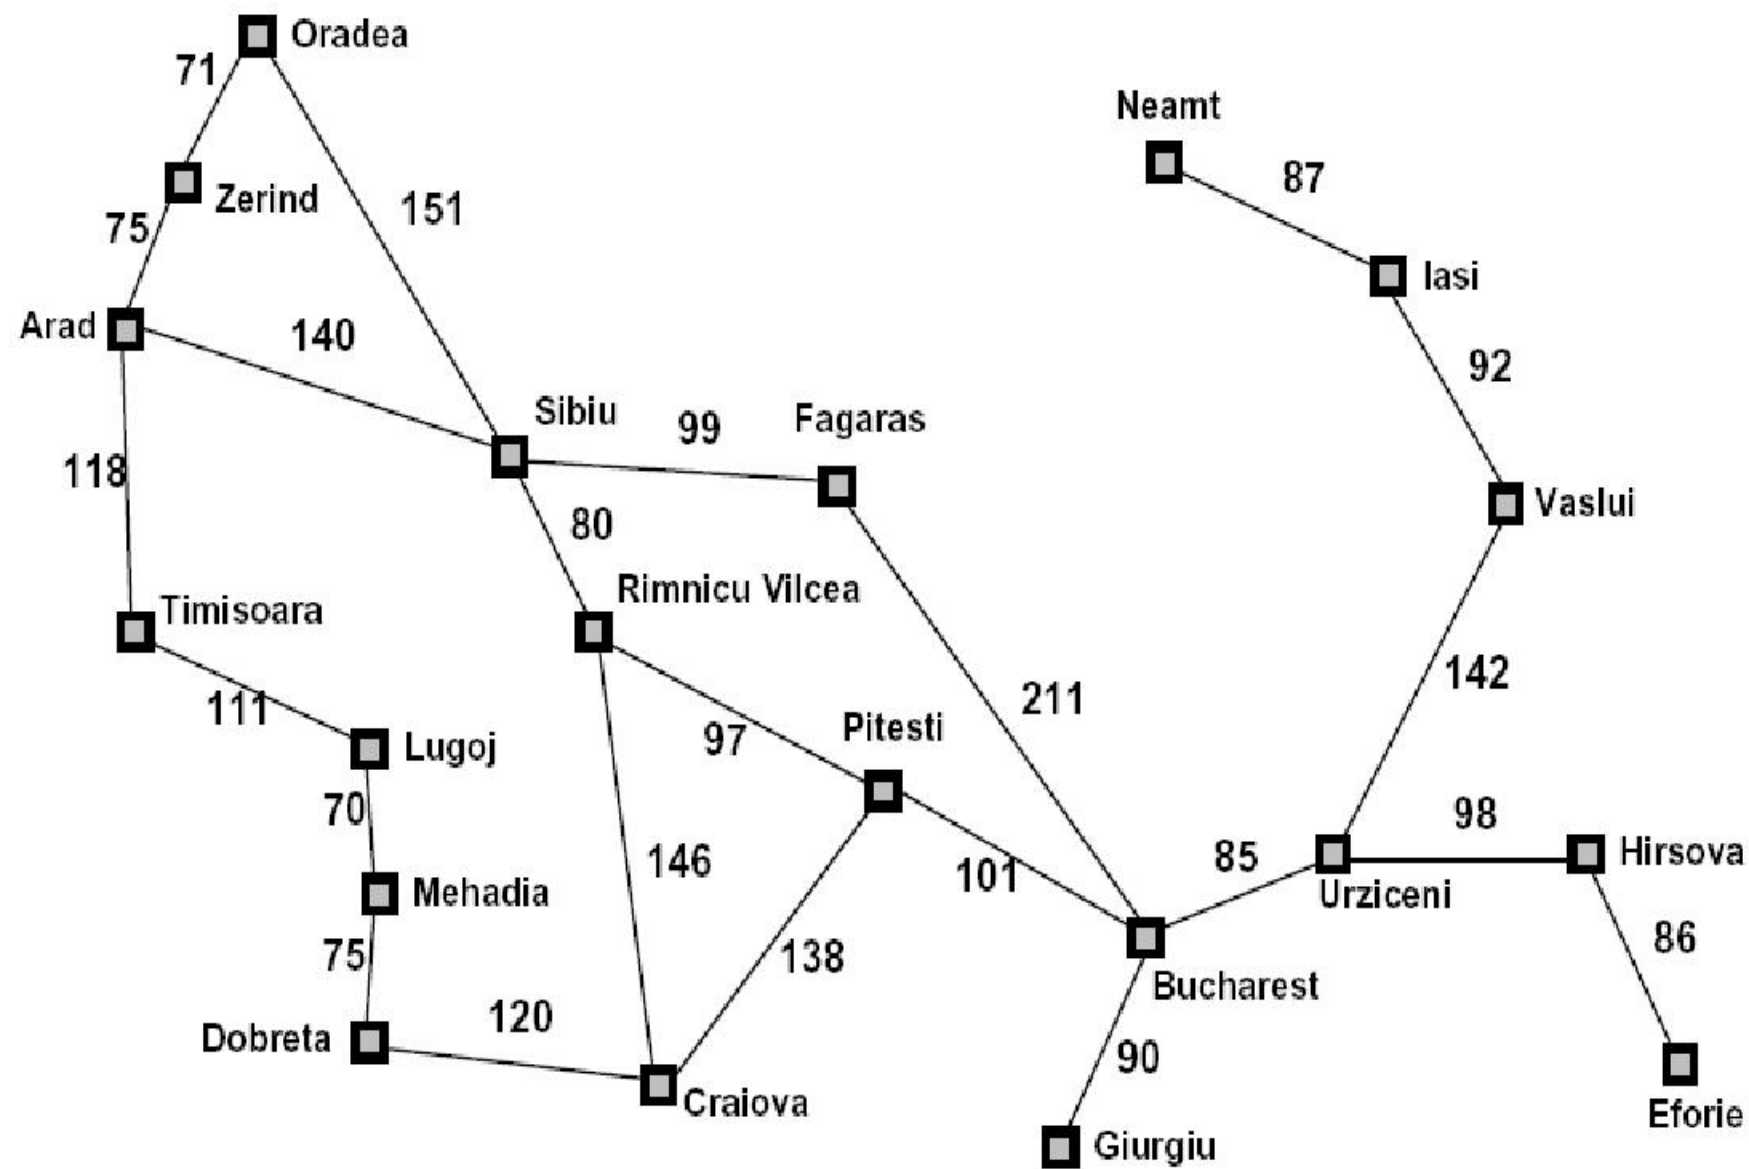 Oradea
71
Neamt
87
Zerind
151
75
Iasi
Arad
140
92
Sibiu
99
Fagaras
118
Vaslui
80
Rimnicu Vilcea
Timisoara
142
211
111
97
Pitesti
Lugoj
70
98
146
85
Hirsova
101
Mehadia
Urziceni
86
75
138
Bucharest
120
Dobreta
90
Craiova
Eforie
Giurgiu